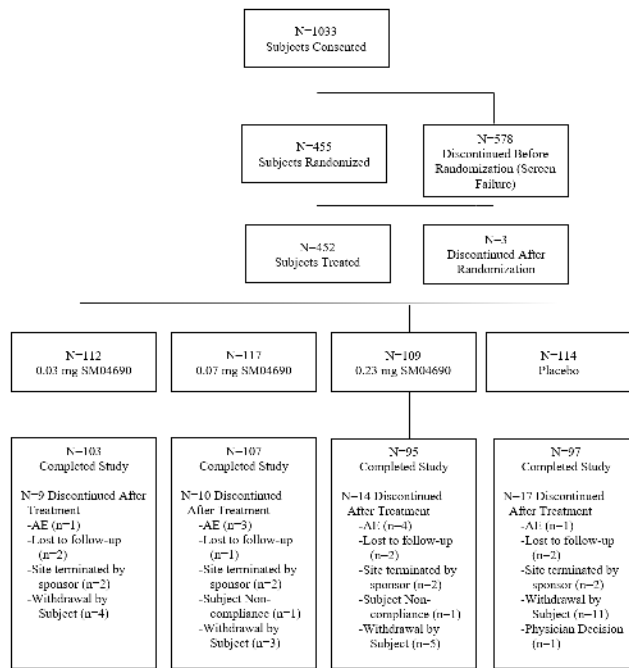 N=1033
Subjects Consented
N=455
Subjects Randomized
N=578
Discontinued Before
Randomization (Screen
Failure)
N=452
Subjects Treated
N=3
Discontinued After
Randomization
N=112
0.03 mg SM04690
N=117
0.07 mg SM04690
N=109
0.23 mg SM04690
N=114
Placebo
N=103
Completed Study
N=9 Discontinued After
Treatment
-AE (n=1)
-Lost to follow-up
(n=2)
-Site terminated by
sponsor (n=2)
-Withdrawal by
Subject (n=4)
N=107
Completed Study
N=10 Discontinued
After Treatment
-AE (n=3)
-Lost to follow-up
(n=1)
-Site terminated by
sponsor (n=2)
-Subject Non-
compliance (n=1)
-Withdrawal by
Subject (n=3)
N=95
Completed Study
N=14 Discontinued
After Treatment
-AE (n=4)
-Lost to follow-up
(n=2)
-Site terminated by
sponsor (n=2)
-Subject Non-
compliance (n=1)
-Withdrawal by
Subject (n=5)
N=97
Completed Study
N=17 Discontinued
After Treatment
-AE (n=1)
-Lost to follow-up
(n=2)
-Site terminated by
sponsor (n=2)
-Withdrawal by
Subject (n=11)
-Physician Decision
(n=1)